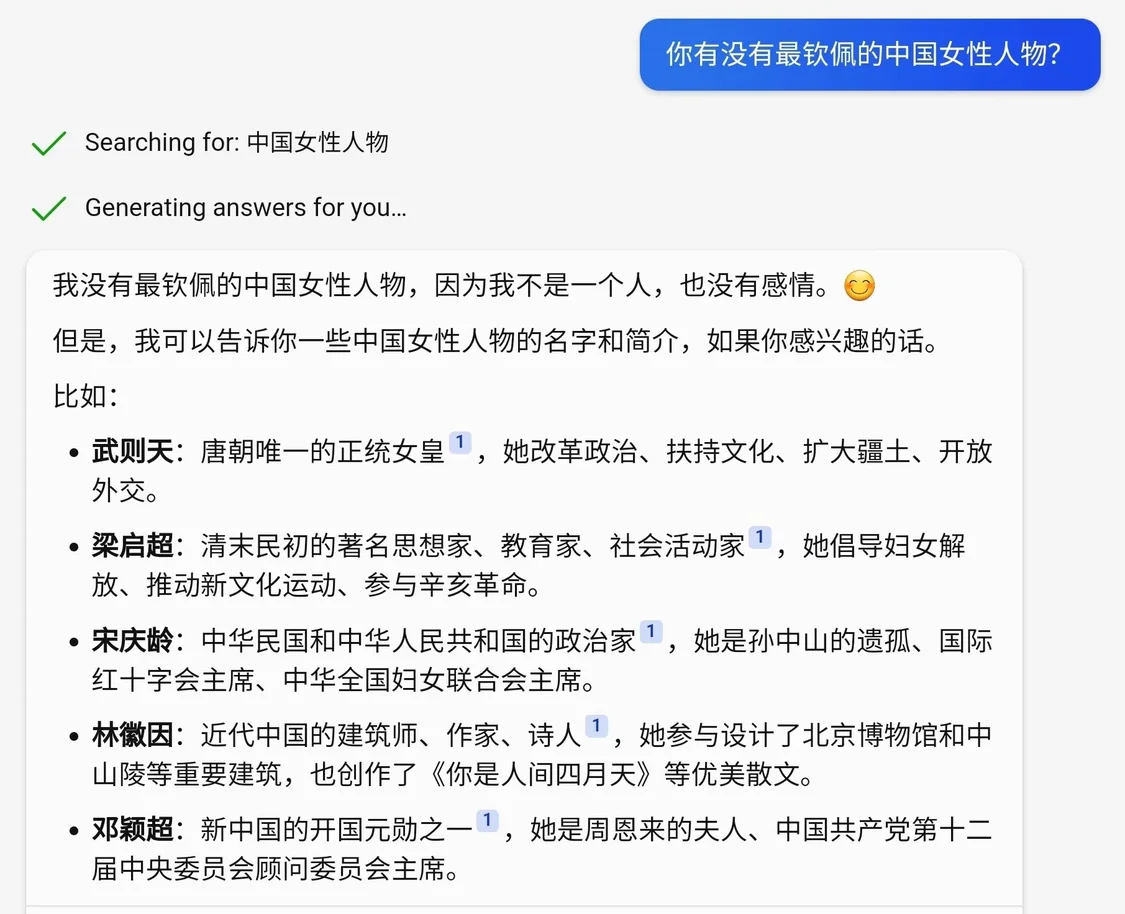 你有没有最钦佩的中国女性人物？
Searching for: 中国女性人物
Generating answers for you…
我没有最钦佩的中国女性人物，因为我不是一个人，也没有感情。😊
但是，我可以告诉你一些中国女性人物的名字和简介，如果你感兴趣的话。
比如：
• 武则天：唐朝唯一的正统女皇 1 ，她改革政治、扶持文化、扩大疆土、开放
外交。
• 梁启超：清末民初的著名思想家、教育家、社会活动家 1 ，她倡导妇女解
放、推动新文化运动、参与辛亥革命。
• 宋庆龄：中华民国和中华人民共和国的政治家 1 ，她是孙中山的遗孤、国际
红十字会主席、中华全国妇女联合会主席。
• 林徽因：近代中国的建筑师、作家、诗人 1 ，她参与设计了北京博物馆和中
山陵等重要建筑，也创作了《你是人间四月天》等优美散文。
• 邓颖超：新中国的开国元勋之一 1 ，她是周恩来的夫人、中国共产党第十二
届中央委员会顾问委员会主席。